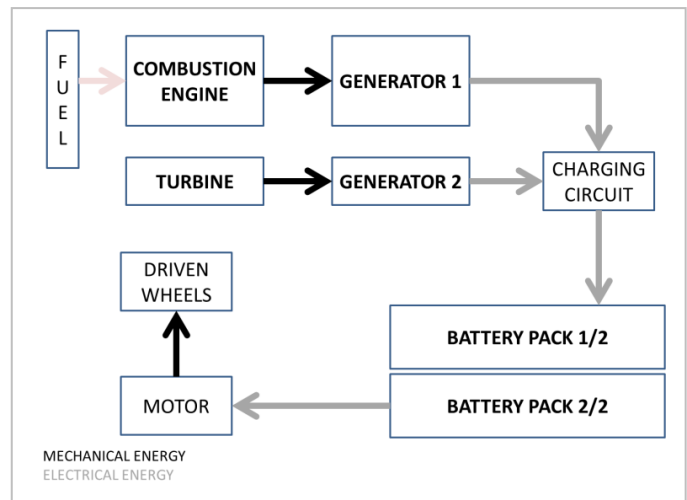 F
U
E
L
COMBUSTION
ENGINE
GENERATOR 1
TURBINE
GENERATOR 2
CHARGING
CIRCUIT
DRIVEN
WHEELS
BATTERY PACK 1/2
MOTOR
BATTERY PACK 2/2
MECHANICAL ENERGY
ELECTRICAL ENERGY